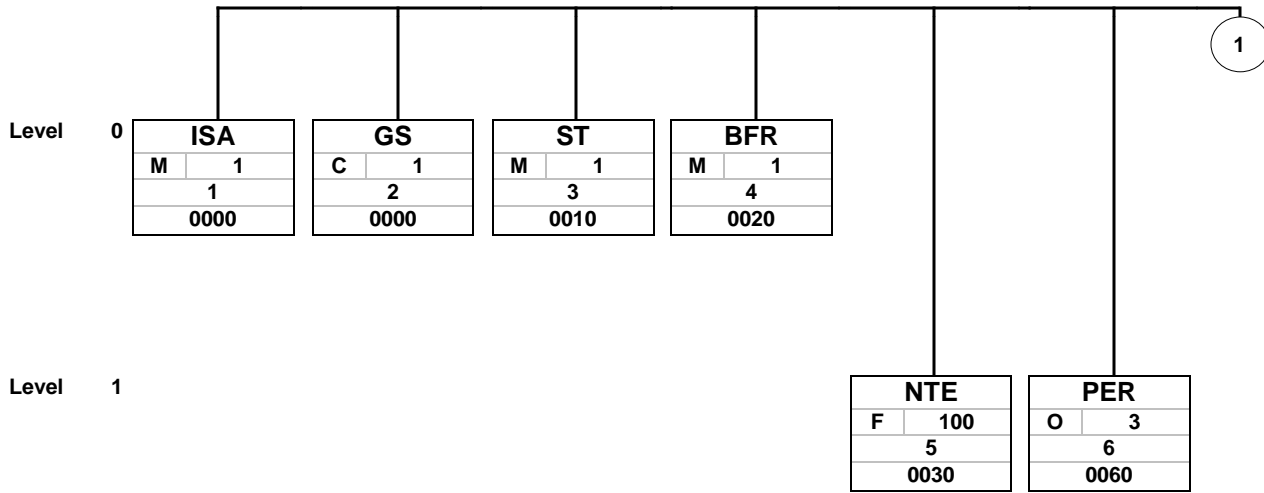 1
Level 0
ISA
M 1
1
0000
GS
C 1
2
0000
ST
M 1
3
0010
BFR
M 1
4
0020
Level 1
NTE
F 100
5
0030
PER
O 3
6
0060